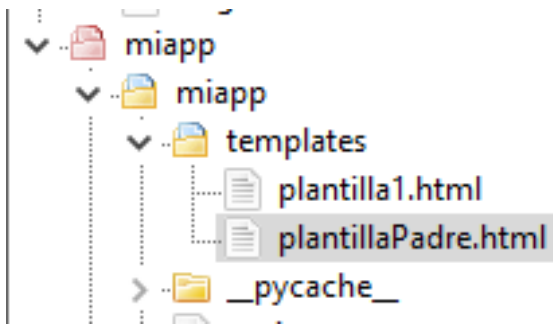 miapp
miapp
templates
plantilla1.html
plantillaPadre.html
__pycache__